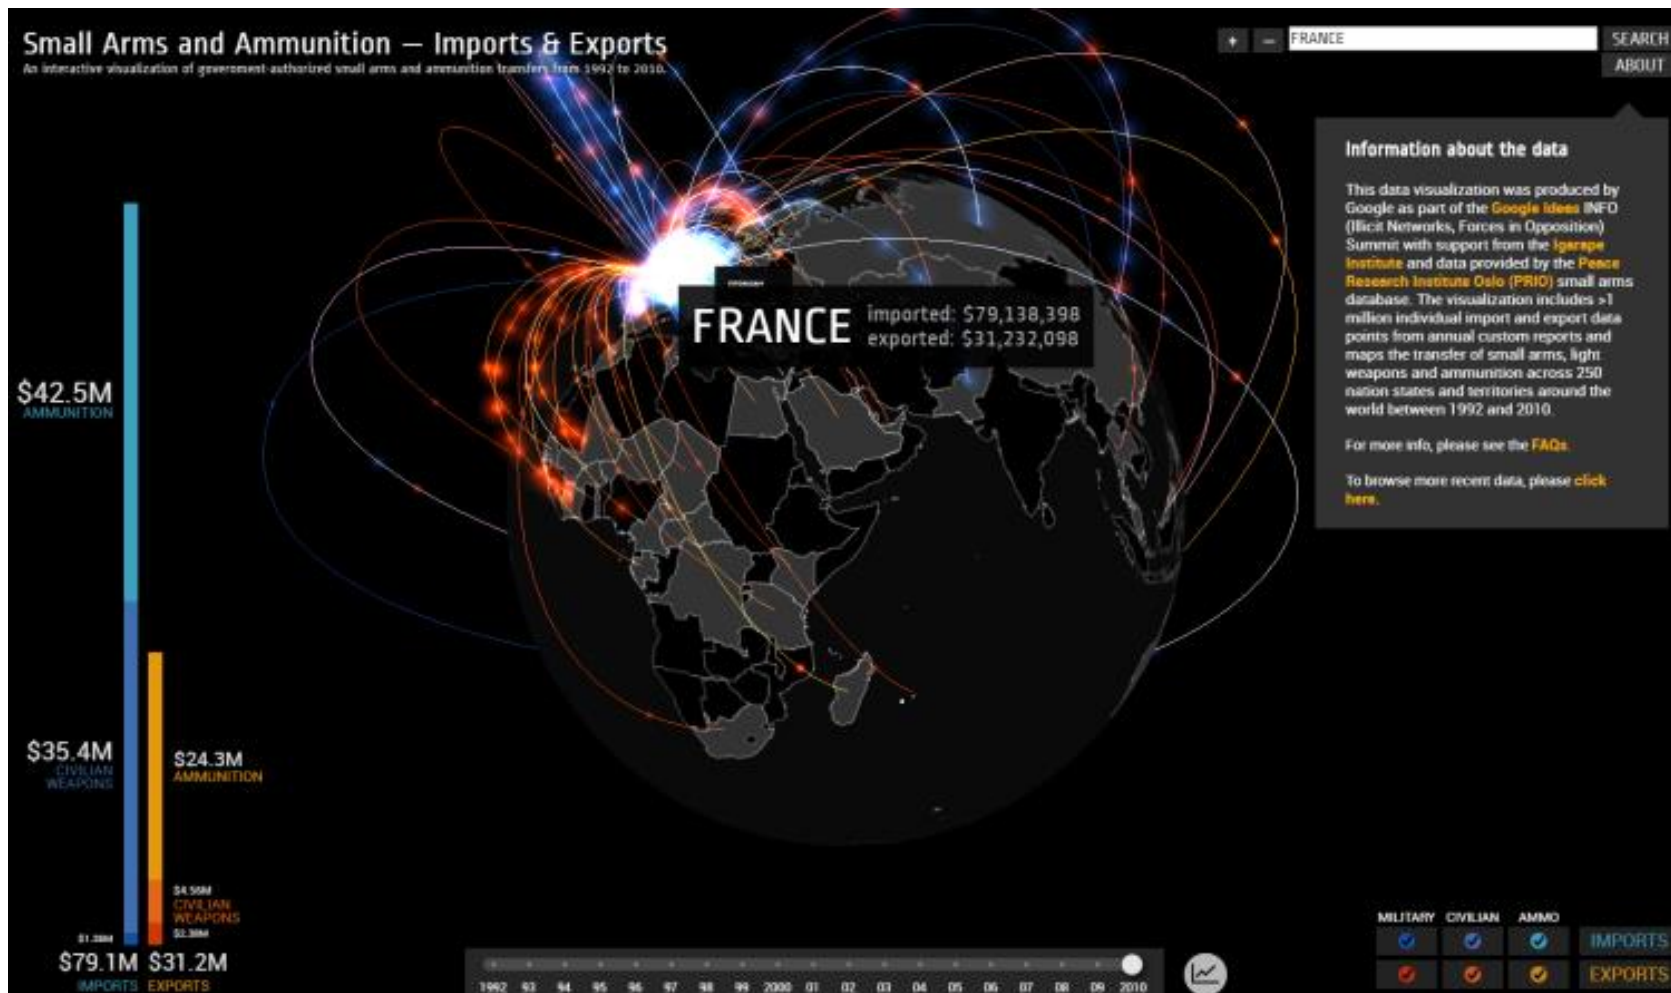 Small Arms and Ammunition — Imports & Exports
An interactive visualization of government-authorized small arms and ammunition transfers from 1992 to 2010.
+ − FRANCE SEARCH
ABOUT
Information about the data
This data visualization was produced by
Google as part of the Google Ideas INFO
(Illicit Networks, Forces in Opposition)
Summit with support from the Igarape
Institute and data provided by the Peace
Research Institute Oslo (PRIO) small arms
database. The visualization includes >1
million individual import and export data
points from annual custom reports and
maps the transfer of small arms, light
weapons and ammunition across 250
nation states and territories around the
world between 1992 and 2010.
For more info, please see the FAQs.
To browse more recent data, please click
here.
FRANCE
imported: $79,138,398
exported: $31,232,098
$42.5M
AMMUNITION
$35.4M
CIVILIAN
WEAPONS
$24.3M
AMMUNITION
$4.56M
CIVILIAN
WEAPONS
$79.1M $31.2M
IMPORTS EXPORTS
1992 93 94 95 96 97 98 99 2000 01 02 03 04 05 06 07 08 09 2010
MILITARY CIVILIAN AMMO
IMPORTS
EXPORTS